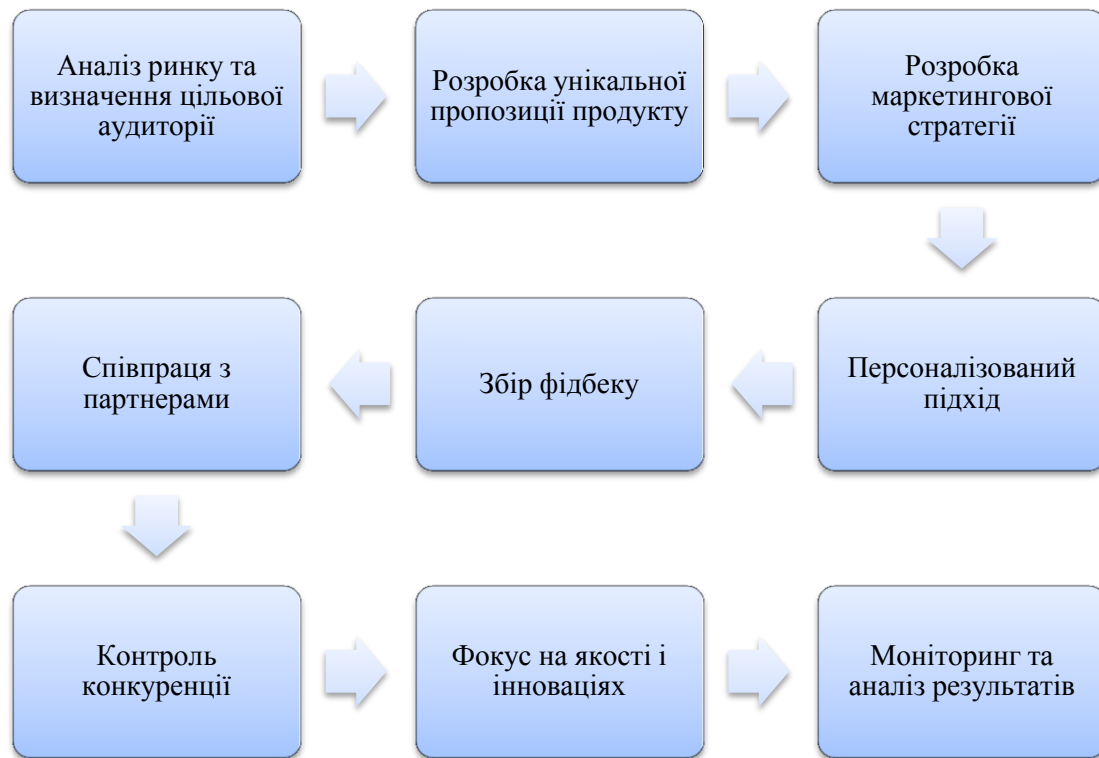 Аналіз ринку та
визначення цільової
аудиторії
Розробка унікальної
пропозиції продукту
Розробка
маркетингової
стратегії
Персоналізований
підхід
Збір фідбеку
Співпраця з
партнерами
Контроль
конкуренції
Фокус на якості і
інноваціях
Моніторинг та
аналіз результатів